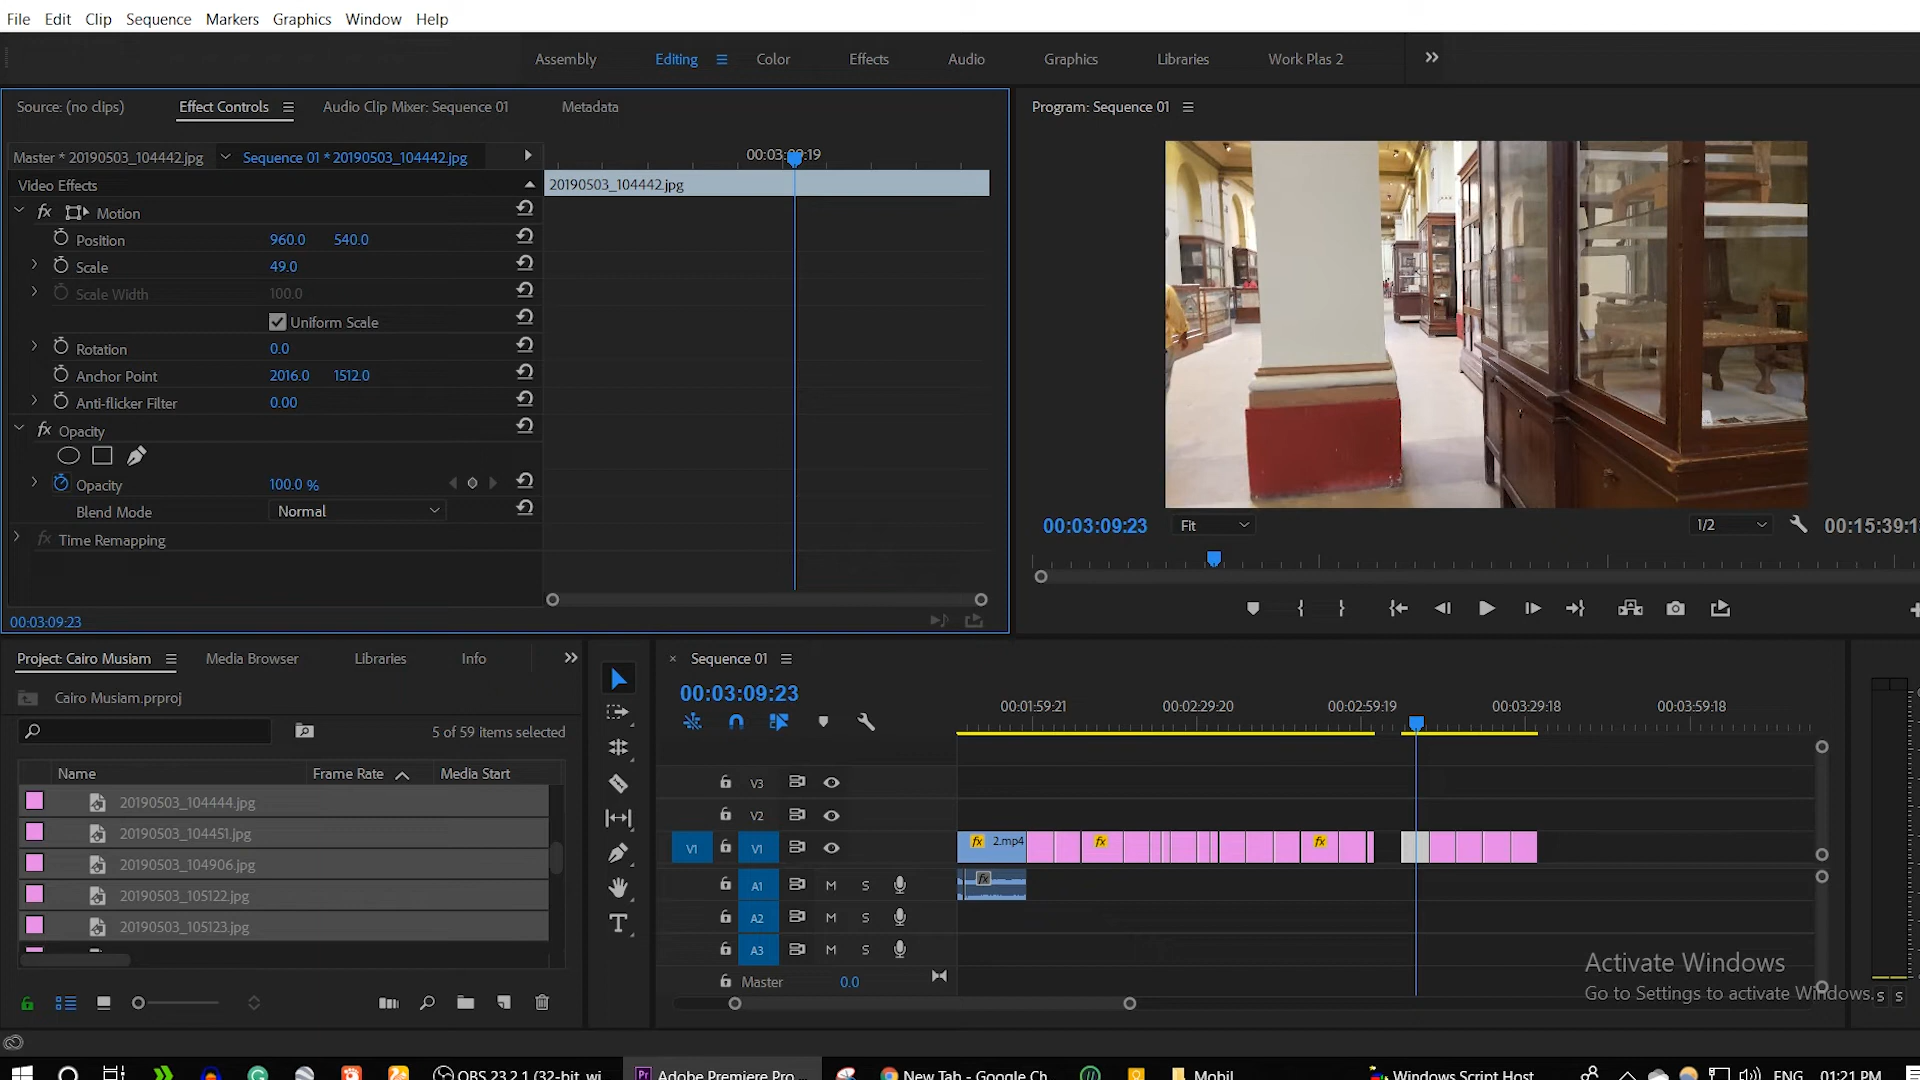 File Edit Clip Sequence Markers Graphics Window Help
Assembly Editing Color Effects Audio Graphics Libraries Work Plas 2
Source: (no clips) Effect Controls Audio Clip Mixer: Sequence 01 Metadata
Program: Sequence 01
Master * 20190503_104442.jpg Sequence 01 * 20190503_104442.jpg
Video Effects
20190503_104442.jpg
fx Motion
Position 960.0 540.0
Scale 49.0
Scale Width 100.0
Uniform Scale
Rotation 0.0
Anchor Point 2016.0 1512.0
Anti-flicker Filter 0.00
fx Opacity
Opacity 100.0 %
Blend Mode Normal
fx Time Remapping
00:03:09:23
00:03:09:23 Fit 1/2
Project: Cairo Musiam Media Browser Libraries Info
Cairo Musiam.prproj
5 of 59 items selected
Name Frame Rate Media Start
20190503_104444.jpg
20190503_104451.jpg
20190503_104906.jpg
20190503_105122.jpg
20190503_105123.jpg
× Sequence 01
00:03:09:23
00:01:59:21 00:02:29:20 00:02:59:19 00:03:29:18 00:03:59:18
V3
V2
V1 V1 fx 2.mp4 fx fx
A1 M S fx
A2 M S
A3 M S
Master 0.0
S S
Activate Windows
Go to Settings to activate Windows.
OBS 23.2.1 (32-bit, wi... Pr Adobe Premiere Pro... New Tab - Google Ch... Mobil Windows Script Host ENG 01:21 PM